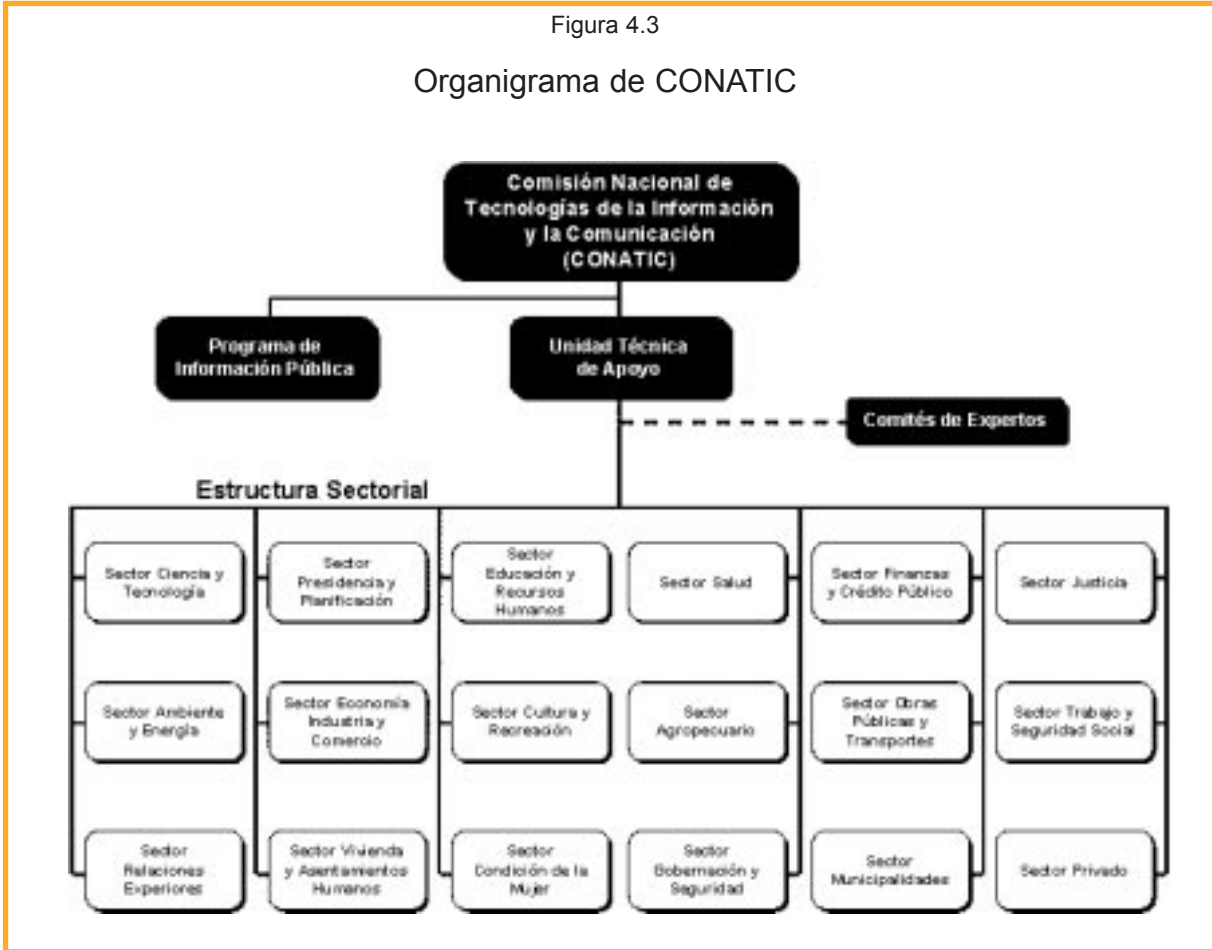 Figura 4.3
Organigrama de CONATIC
Comisión Nacional de
Tecnologías de la Información
y la Comunicación
(CONATIC)
Programa de
Información Pública
Unidad Técnica
de Apoyo
Comités de Expertos
Estructura Sectorial
Sector Ciencia y
Tecnología
Sector
Presidencia y
Planificación
Sector
Educación y
Recursos
Humanos
Sector Salud
Sector Finanzas
y Crédito Público
Sector Justicia
Sector Ambiente
y Energía
Sector Economía
Industria y
Comercio
Sector Cultura y
Recreación
Sector
Agropecuario
Sector Obras
Públicas y
Transportes
Sector Trabajo y
Seguridad Social
Sector
Relaciones
Experiores
Sector Vivienda
y Asentamientos
Humanos
Sector
Condición de la
Mujer
Sector
Gobernación y
Seguridad
Sector
Municipalidades
Sector Privado